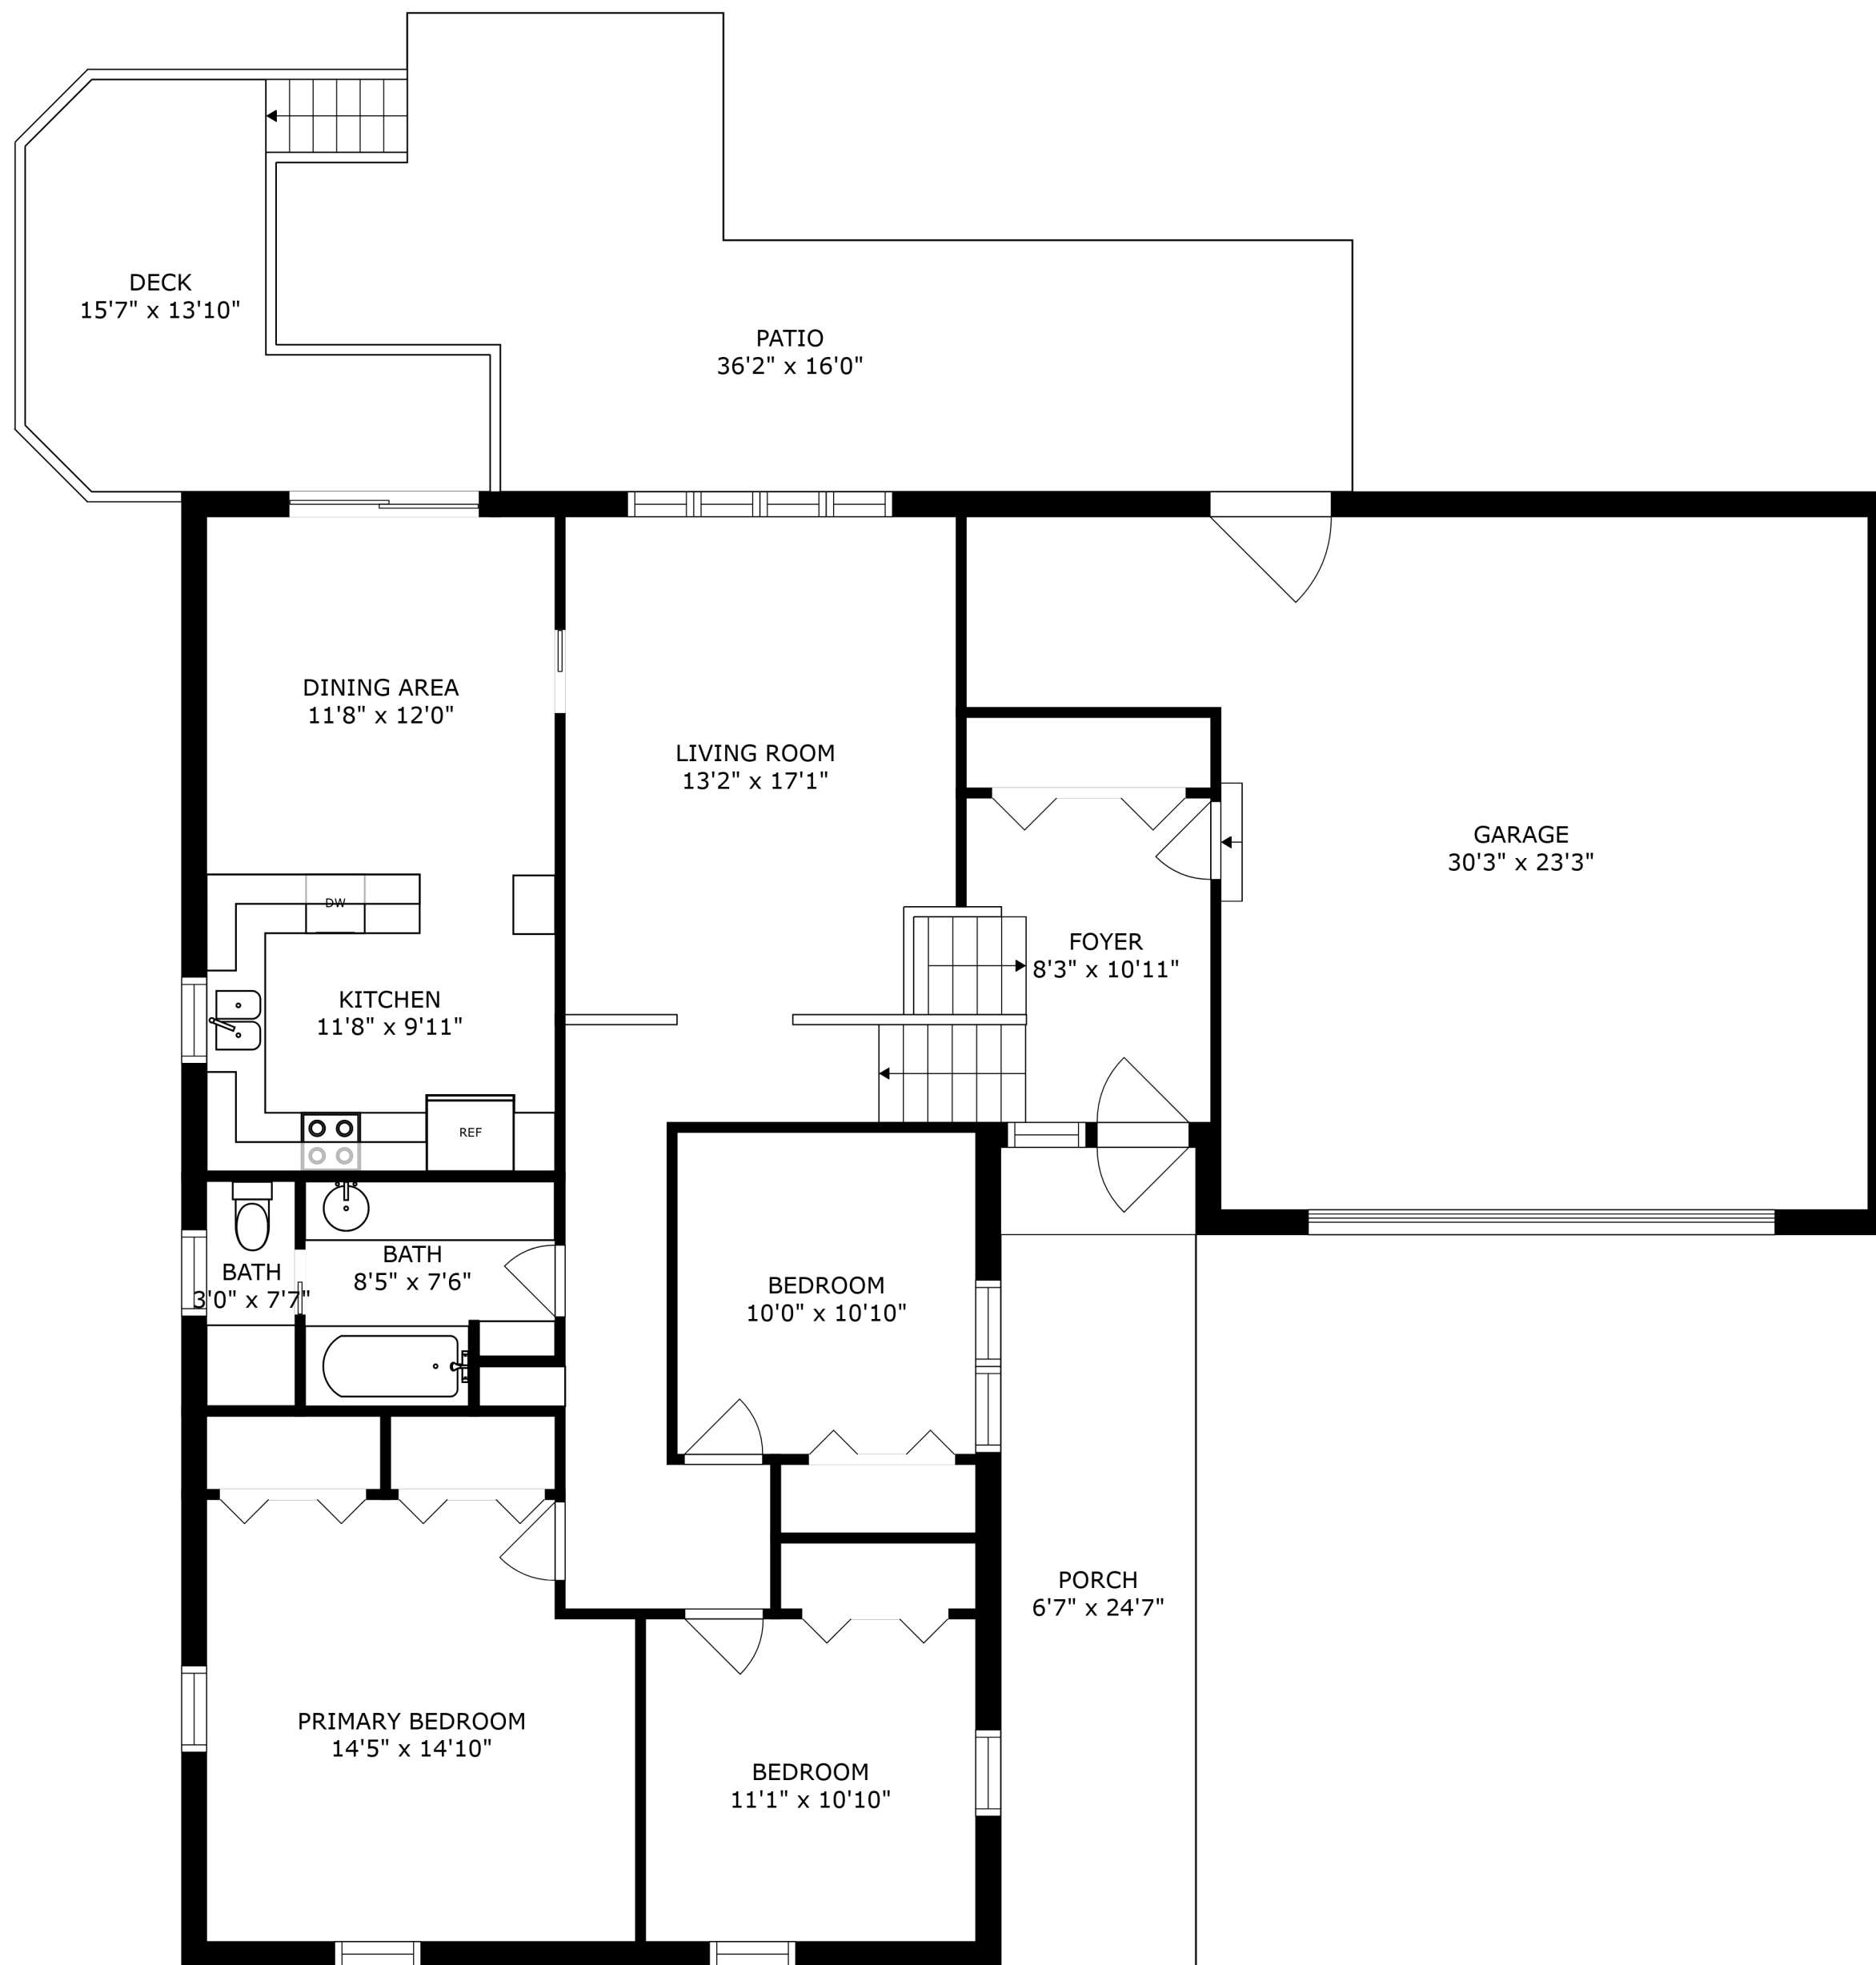 DECK
15'7" x 13'10"
PATIO
36'2" x 16'0"
DINING AREA
11'8" x 12'0"
LIVING ROOM
13'2" x 17'1"
GARAGE
30'3" x 23'3"
DW
FOYER
8'3" x 10'11"
KITCHEN
11'8" x 9'11"
REF
BATH
8'5" x 7'6"
BATH
3'0" x 7'7"
BEDROOM
10'0" x 10'10"
PORCH
6'7" x 24'7"
PRIMARY BEDROOM
14'5" x 14'10"
BEDROOM
11'1" x 10'10"